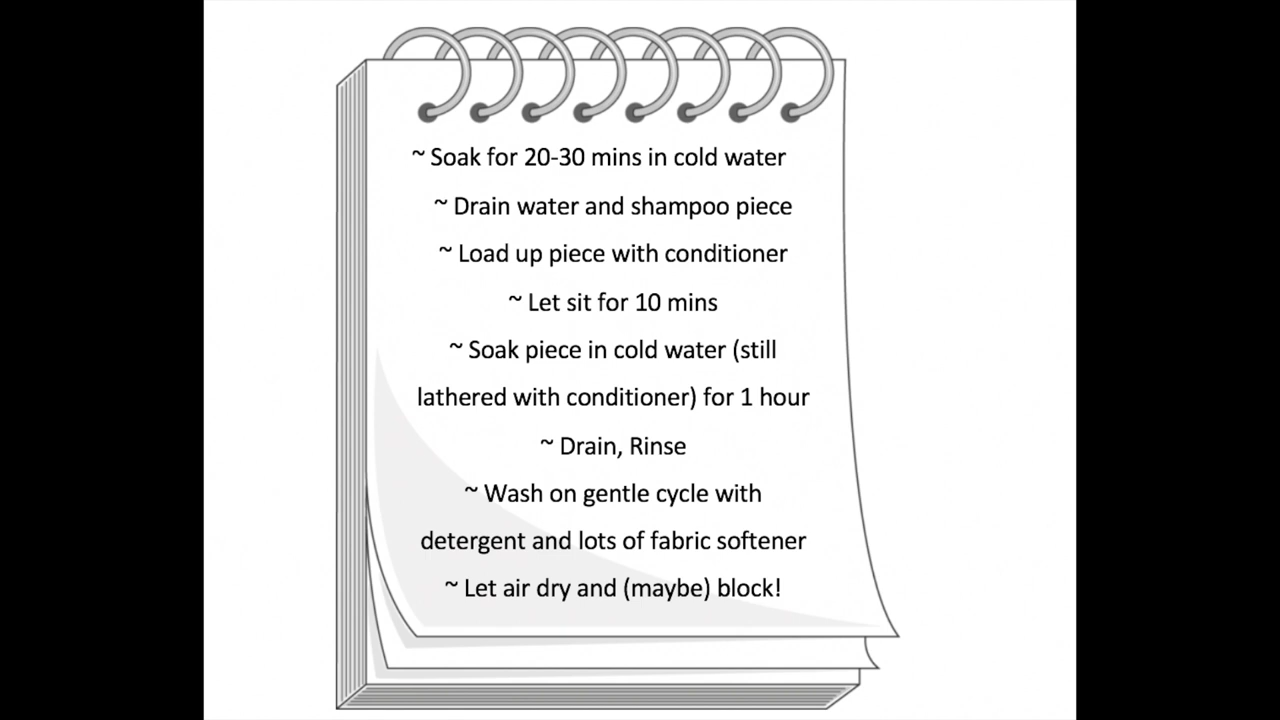 ~ Soak for 20-30 mins in cold water
~ Drain water and shampoo piece
~ Load up piece with conditioner
~ Let sit for 10 mins
~ Soak piece in cold water (still
lathered with conditioner) for 1 hour
~ Drain, Rinse
~ Wash on gentle cycle with
detergent and lots of fabric softener
~ Let air dry and (maybe) block!